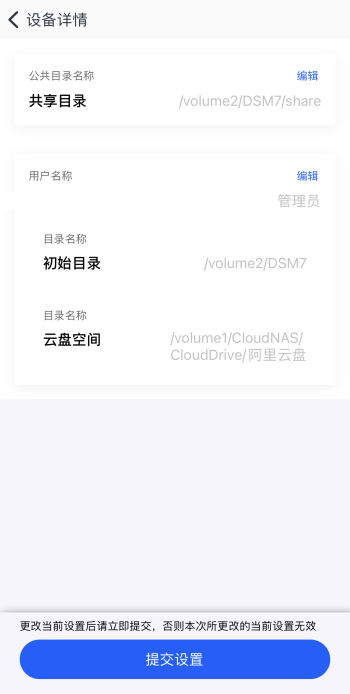 设备详情
公共目录名称 编辑
共享目录 /volume2/DSM7/share
用户名称 编辑
管理员
目录名称
初始目录 /volume2/DSM7
目录名称
云盘空间 /volume1/CloudNAS/
CloudDrive/阿里云盘
更改当前设置后请立即提交，否则本次所更改的当前设置无效
提交设置